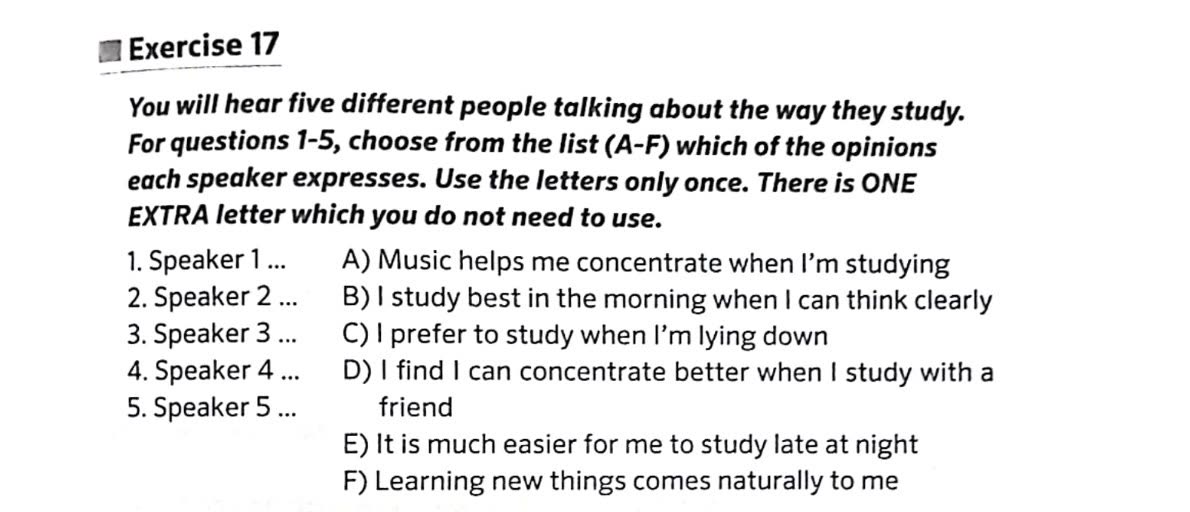 Exercise 17
You will hear five different people talking about the way they study.
For questions 1-5, choose from the list (A-F) which of the opinions
each speaker expresses. Use the letters only once. There is ONE
EXTRA letter which you do not need to use.
1. Speaker 1 ...
2. Speaker 2 ...
3. Speaker 3 ...
4. Speaker 4 ...
5. Speaker 5 ...
A) Music helps me concentrate when I'm studying
B) I study best in the morning when I can think clearly
C) I prefer to study when I'm lying down
D) I find I can concentrate better when I study with a
friend
E) It is much easier for me to study late at night
F) Learning new things comes naturally to me